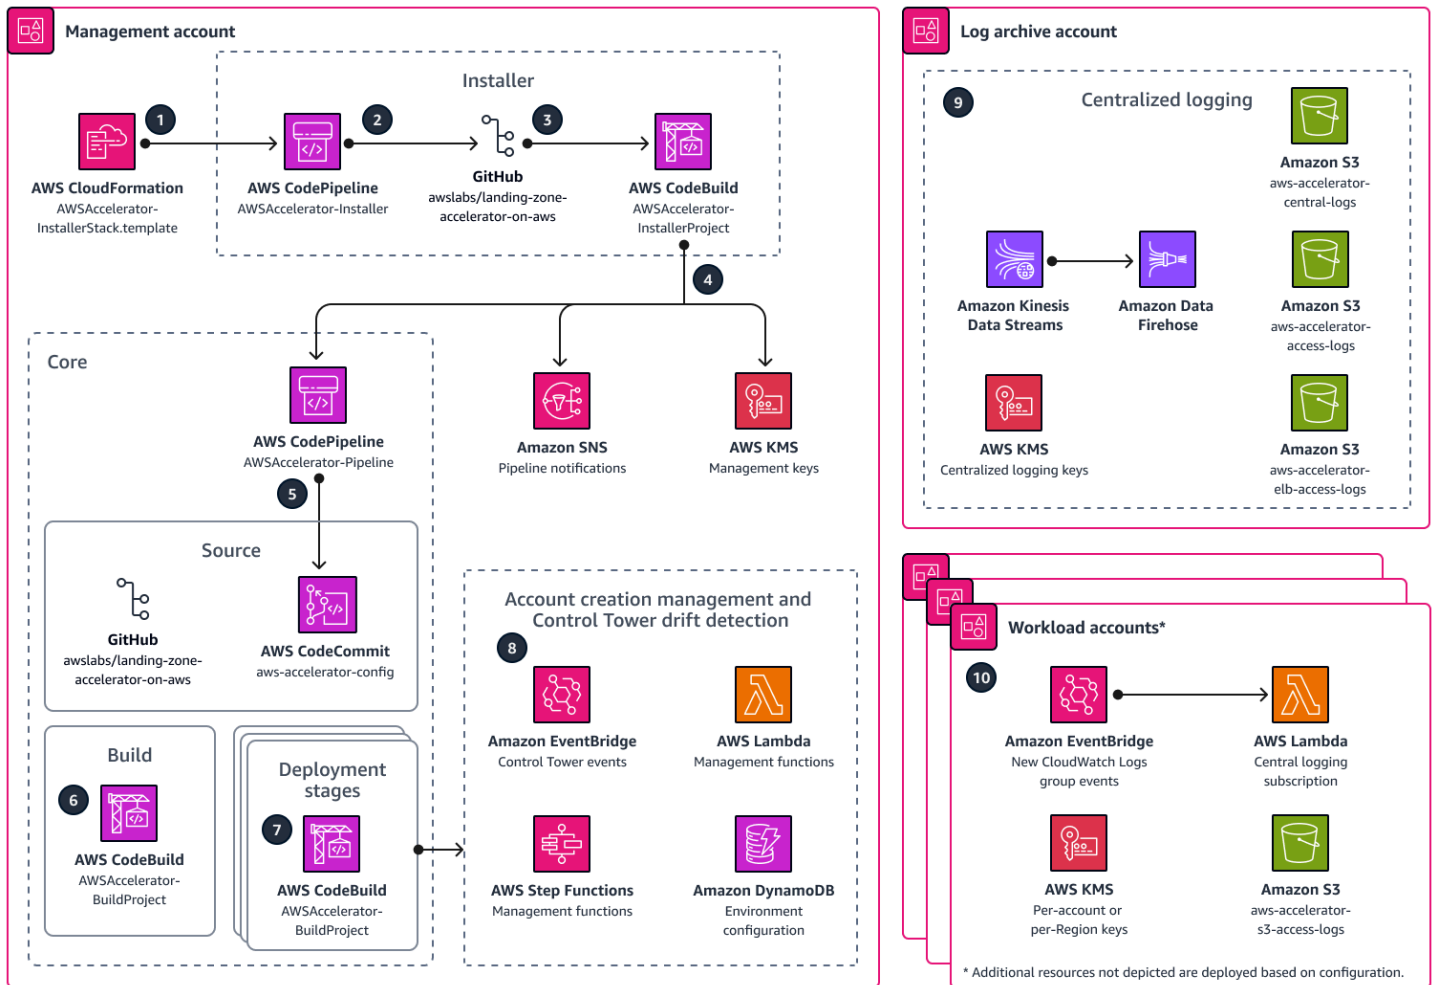 Management account
Installer
1
2
3
AWS CloudFormation
AWSAccelerator-
InstallerStack.template
AWS CodePipeline
AWSAccelerator-Installer
GitHub
awslabs/landing-zone-
accelerator-on-aws
AWS CodeBuild
AWSAccelerator-
InstallerProject
4
Core
AWS CodePipeline
AWSAccelerator-Pipeline
Amazon SNS
Pipeline notifications
AWS KMS
Management keys
5
Source
GitHub
awslabs/landing-zone-
accelerator-on-aws
AWS CodeCommit
aws-accelerator-config
Build
6
AWS CodeBuild
AWSAccelerator-
BuildProject
Deployment
stages
7
AWS CodeBuild
AWSAccelerator-
BuildProject
Account creation management and
Control Tower drift detection
8
Amazon EventBridge
Control Tower events
AWS Lambda
Management functions
AWS Step Functions
Management functions
Amazon DynamoDB
Environment
configuration
Log archive account
9
Centralized logging
Amazon S3
aws-accelerator-
central-logs
Amazon Kinesis
Data Streams
Amazon Data
Firehose
Amazon S3
aws-accelerator-
access-logs
AWS KMS
Centralized logging keys
Amazon S3
aws-accelerator-
elb-access-logs
Workload accounts*
10
Amazon EventBridge
New CloudWatch Logs
group events
AWS Lambda
Central logging
subscription
AWS KMS
Per-account or
per-Region keys
Amazon S3
aws-accelerator-
s3-access-logs
* Additional resources not depicted are deployed based on configuration.